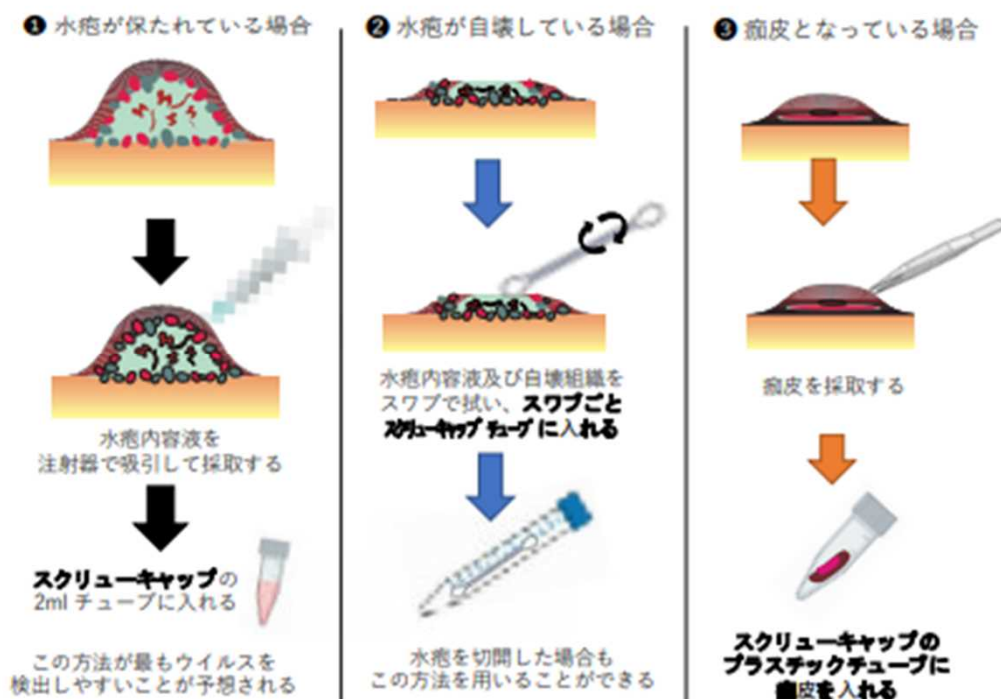 ❶ 水疱が保たれている場合
水疱内容液を
注射器で吸引して採取する
スクリューキャップの
2ml チューブに入れる
この方法が最もウイルスを
検出しやすいことが予想される
❷ 水疱が自壊している場合
水疱内容液及び自壊組織を
スワブで拭い、スワブごと
スクリューキャップ チューブ に入れる
水疱を切開した場合も
この方法を用いることができる
❸ 痂皮となっている場合
痂皮を採取する
スクリューキャップの
プラスチックチューブに
痂皮を入れる